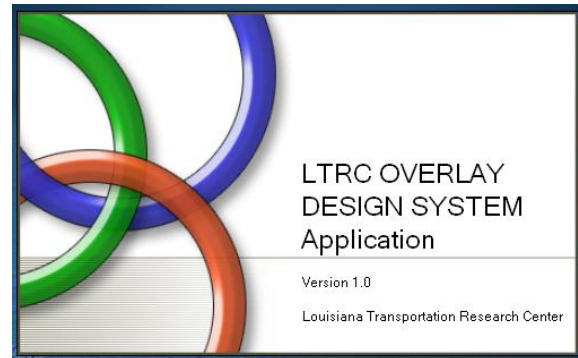 LTRC OVERLAY
DESIGN SYSTEM
Application
Version 1.0
Louisiana Transportation Research Center